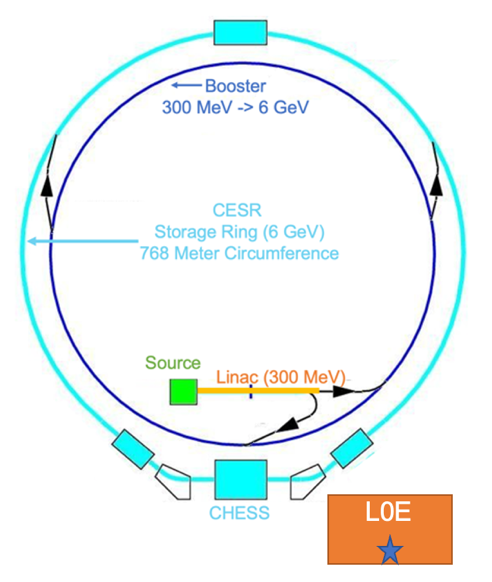 Booster
300 MeV -> 6 GeV
CESR
Storage Ring (6 GeV)
768 Meter Circumference
Source
Linac (300 MeV)
CHESS
L0E